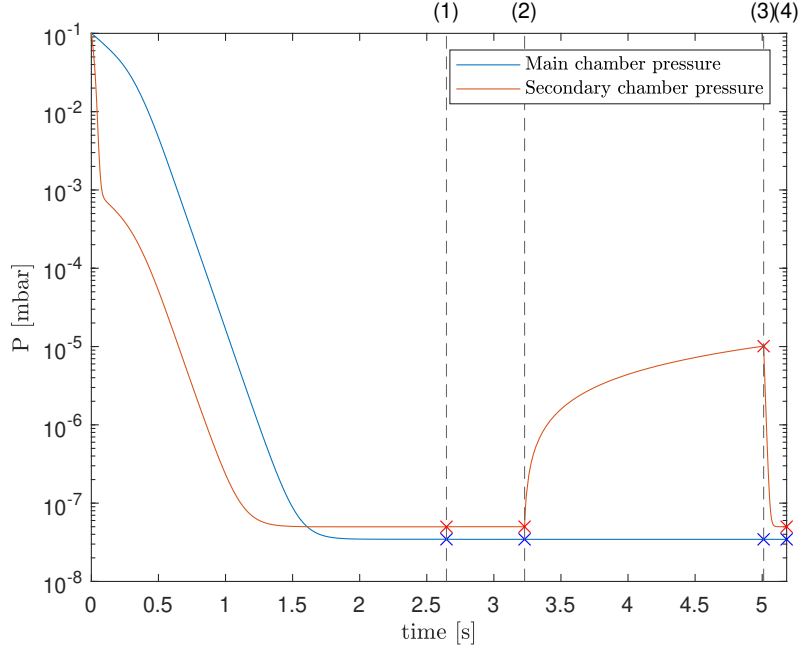 (1) (2) (3) (4)
10^-1
10^-2
10^-3
10^-4
10^-5
10^-6
10^-7
10^-8
P [mbar]
Main chamber pressure
Secondary chamber pressure
0 0.5 1 1.5 2 2.5 3 3.5 4 4.5 5
time [s]